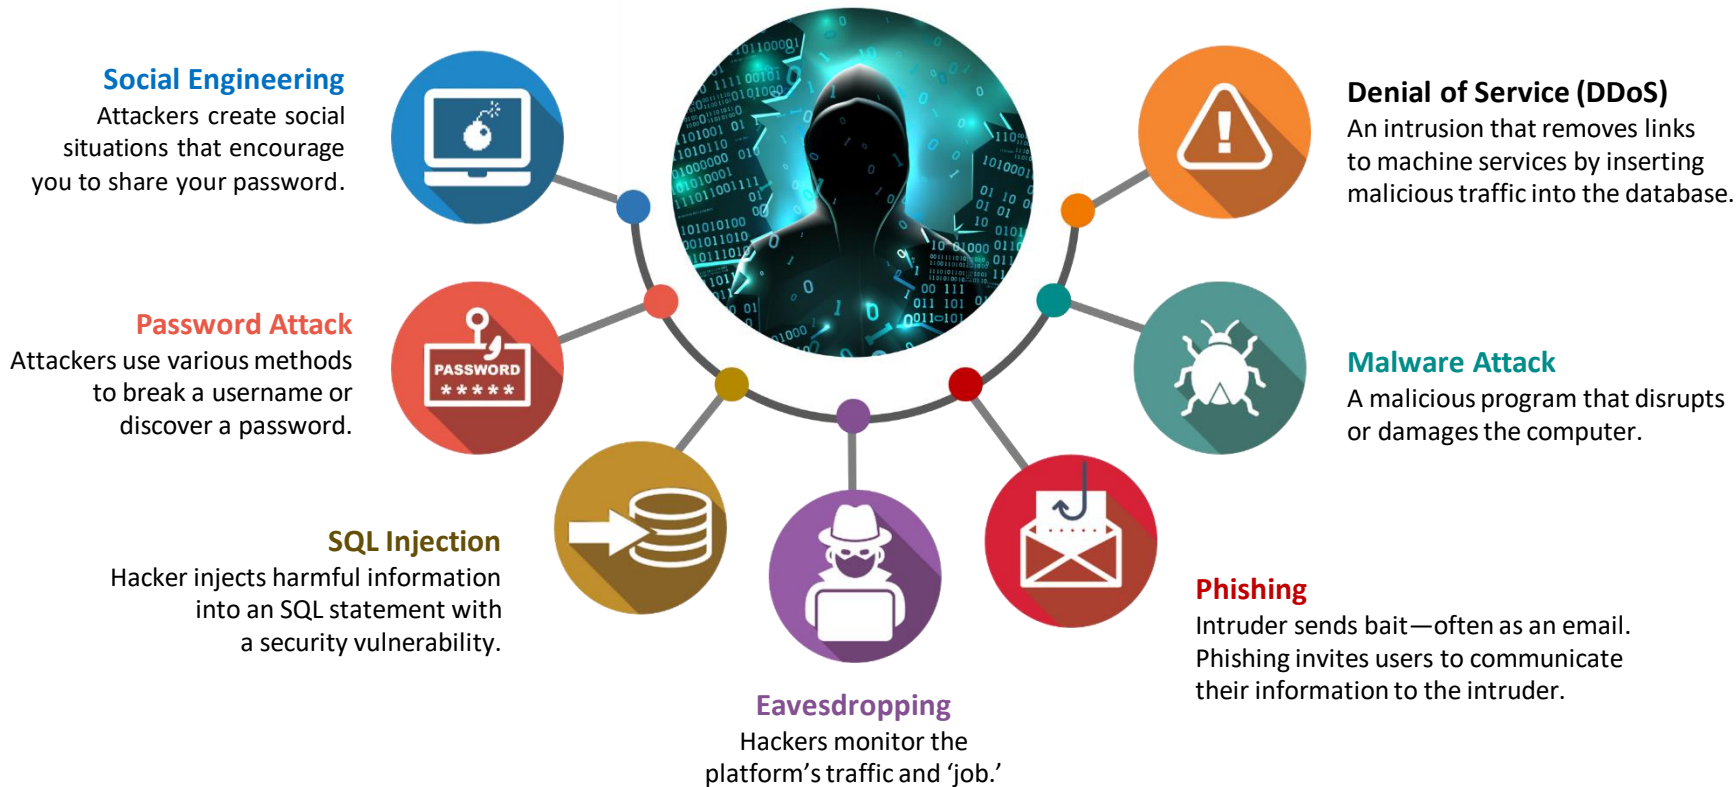 Social Engineering
Attackers create social
situations that encourage
you to share your password.
Password Attack
Attackers use various methods
to break a username or
discover a password.
PASSWORD
*****
SQL Injection
Hacker injects harmful information
into an SQL statement with
a security vulnerability.
Eavesdropping
Hackers monitor the
platform’s traffic and ‘job.’
Phishing
Intruder sends bait—often as an email.
Phishing invites users to communicate
their information to the intruder.
Malware Attack
A malicious program that disrupts
or damages the computer.
Denial of Service (DDoS)
An intrusion that removes links
to machine services by inserting
malicious traffic into the database.